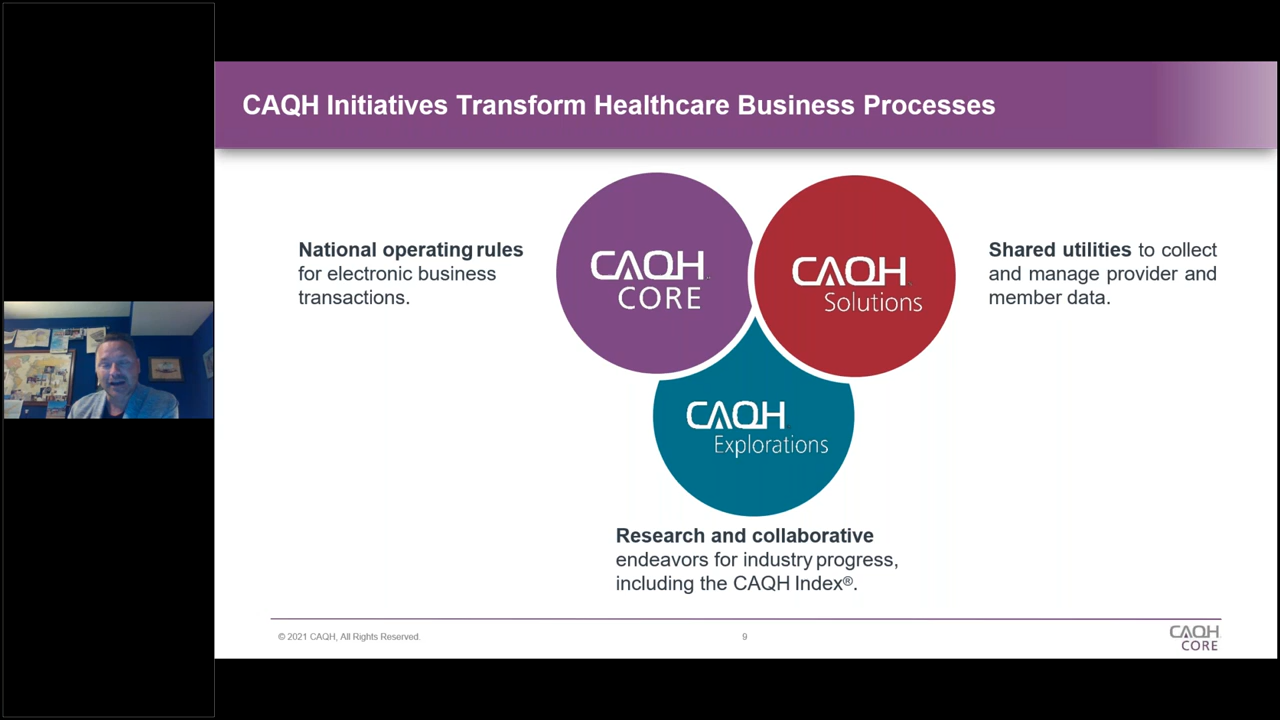 CAQH Initiatives Transform Healthcare Business Processes
National operating rules
for electronic business
transactions.
CAQH
CORE
CAQH
Solutions
Shared utilities to collect
and manage provider and
member data.
CAQH
Explorations
Research and collaborative
endeavors for industry progress,
including the CAQH Index®.
© 2021 CAQH, All Rights Reserved.
9
CAQH
CORE